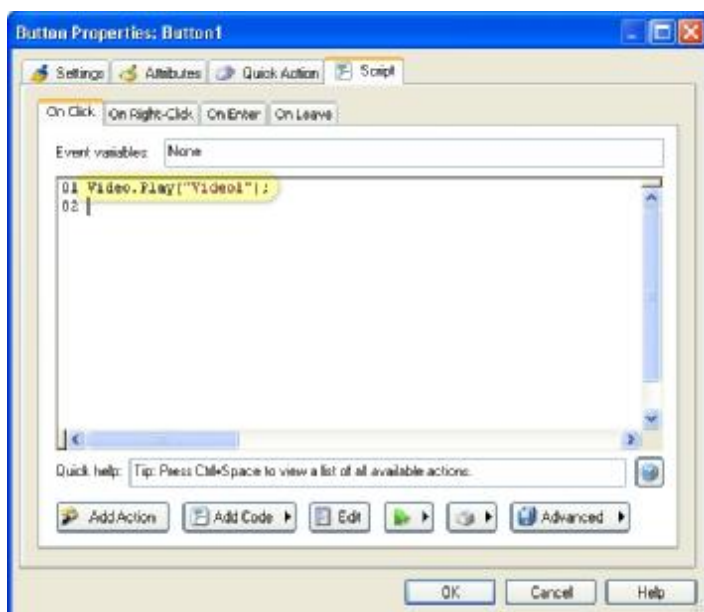 Button Properties: Button1
Settings Attributes Quick Action Script
On Click On Right-Click On Enter On Leave
Event variables: None
01 Video.Play("Video1");
02
Quick help: Tip: Press Ctrl+Space to view a list of all available actions.
Add Action Add Code Edit Advanced
OK Cancel Help